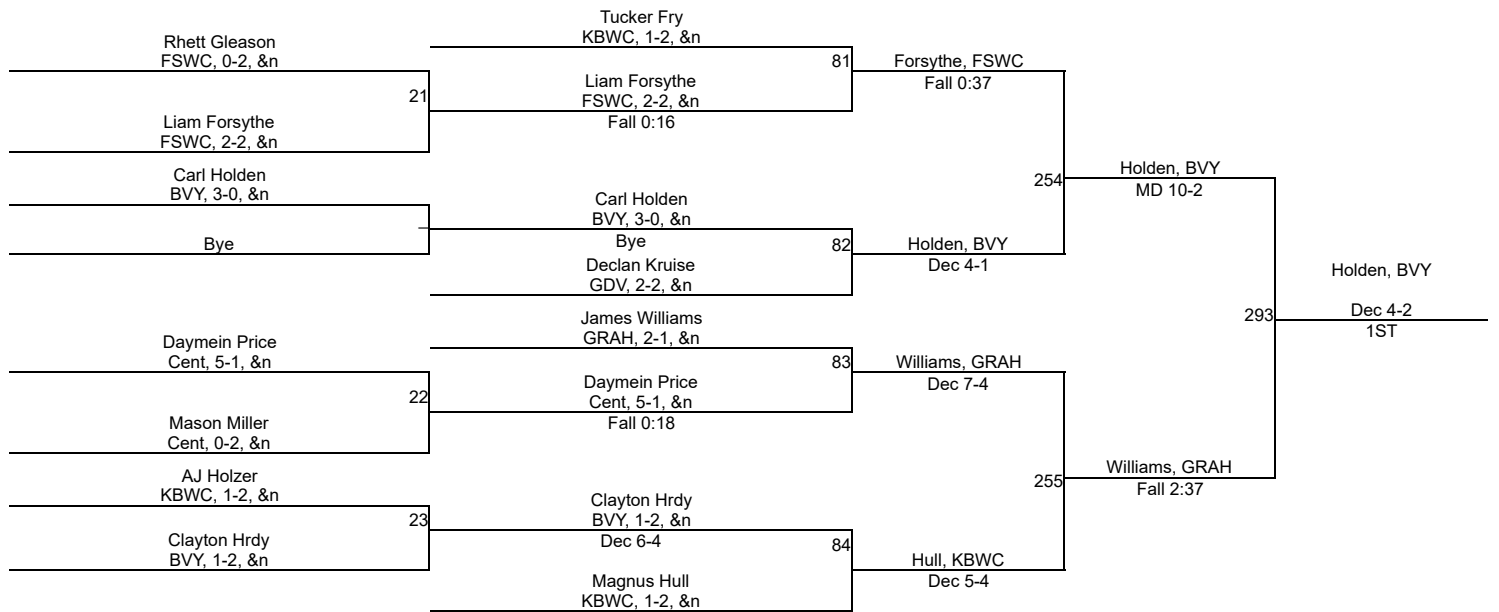 Rhett Gleason
FSWC, 0-2, &n
21
Liam Forsythe
FSWC, 2-2, &n
Carl Holden
BVY, 3-0, &n
Bye
Daymein Price
Cent, 5-1, &n
22
Mason Miller
Cent, 0-2, &n
AJ Holzer
KBWC, 1-2, &n
23
Clayton Hrdy
BVY, 1-2, &n
Tucker Fry
KBWC, 1-2, &n
81
Liam Forsythe
FSWC, 2-2, &n
Fall 0:16
Carl Holden
BVY, 3-0, &n
Bye
82
Declan Kruise
GDV, 2-2, &n
James Williams
GRAH, 2-1, &n
83
Daymein Price
Cent, 5-1, &n
Fall 0:18
Clayton Hrdy
BVY, 1-2, &n
Dec 6-4
84
Magnus Hull
KBWC, 1-2, &n
Forsythe, FSWC
Fall 0:37
254
Holden, BVY
Dec 4-1
Williams, GRAH
Dec 7-4
255
Hull, KBWC
Dec 5-4
Holden, BVY
MD 10-2
293
Williams, GRAH
Fall 2:37
Holden, BVY
Dec 4-2
1ST